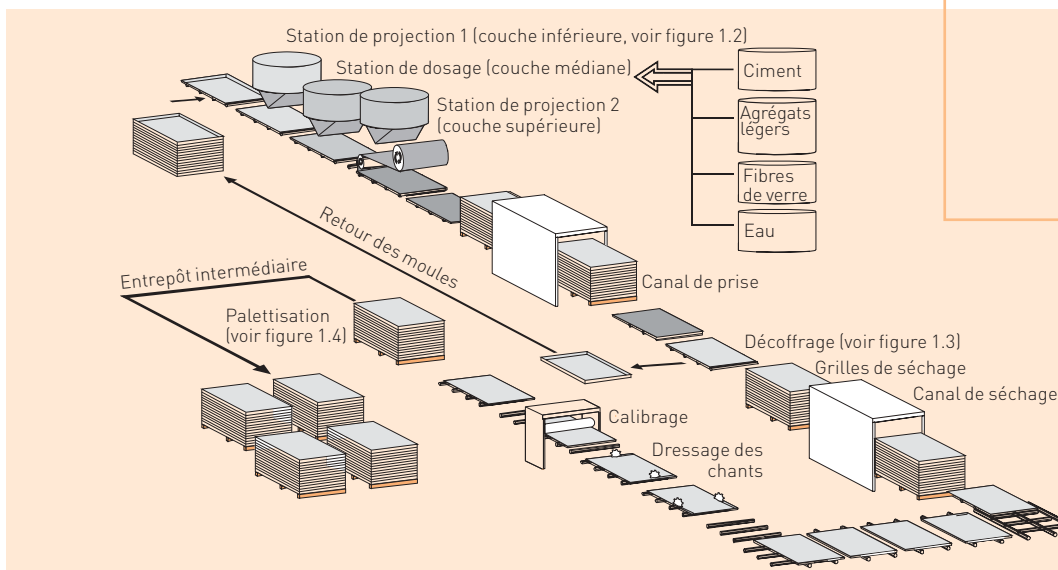 Station de projection 1 (couche inférieure, voir figure 1.2)
Station de dosage (couche médiane)
Station de projection 2
(couche supérieure)
Ciment
Agrégats
légers
Fibres
de verre
Eau
Retour des moules
Canal de prise
Entrepôt intermédiaire
Palettisation
(voir figure 1.4)
Décoffrage (voir figure 1.3)
Grilles de séchage
Canal de séchage
Calibrage
Dressage des
chants